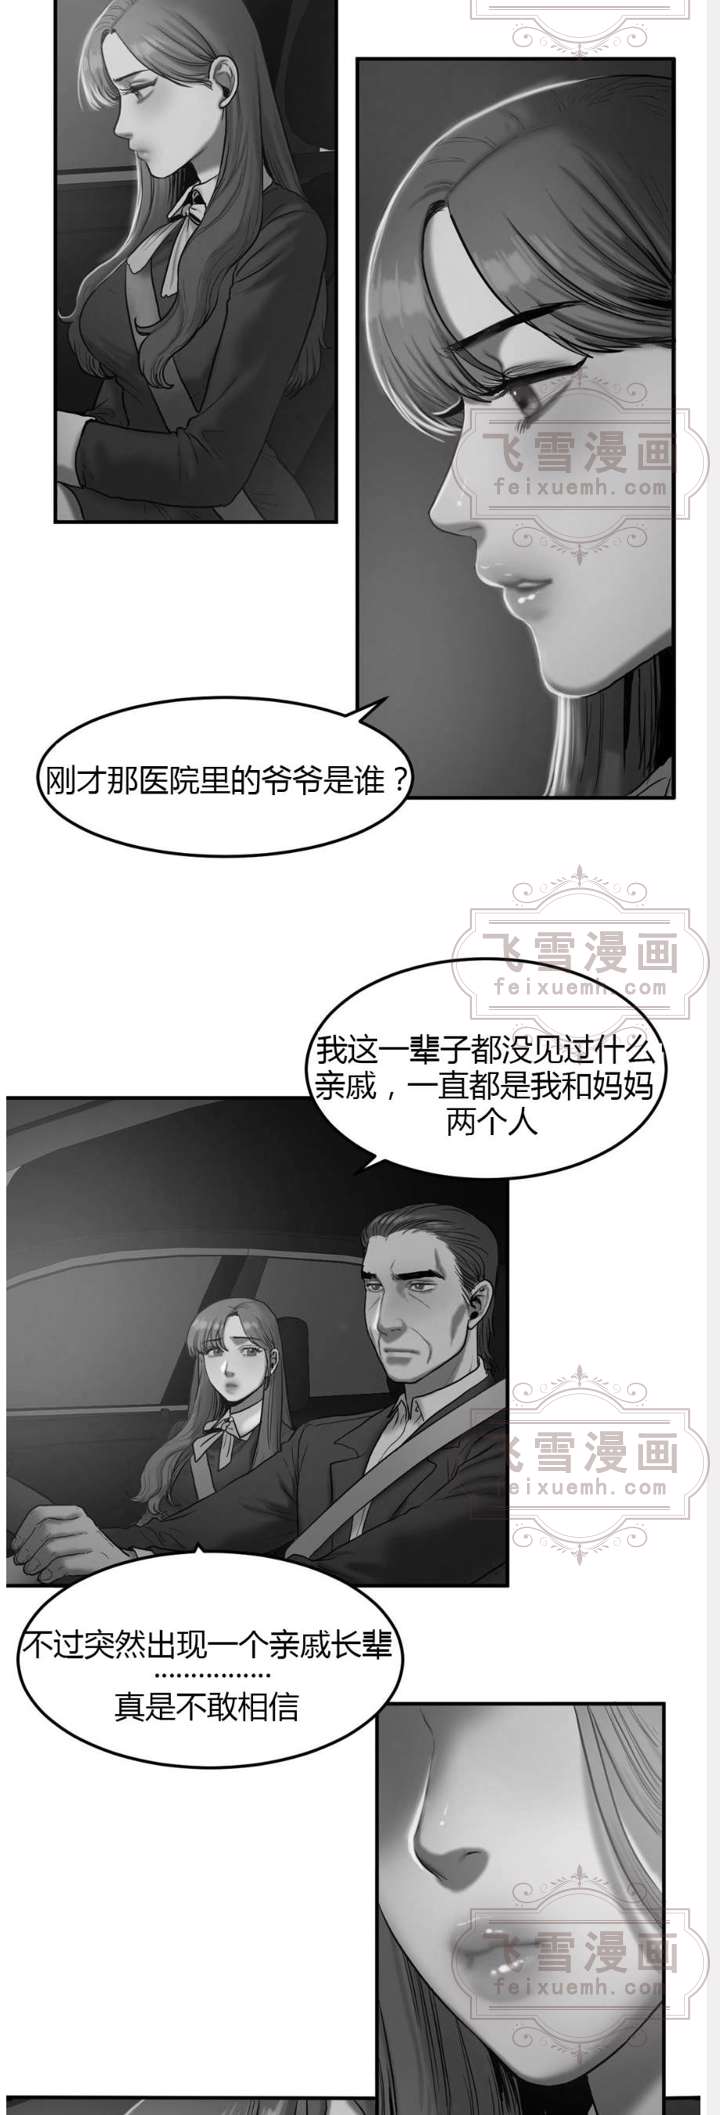 飞雪漫画
feixuemh.com
刚才那医院里的爷爷是谁？
飞雪漫画
feixuemh.com
我这一辈子都没见过什么
亲戚，一直都是我和妈妈
两个人
飞雪漫画
feixuemh.com
不过突然出现一个亲戚长辈
················
真是不敢相信
飞雪漫画
feixuemh.com